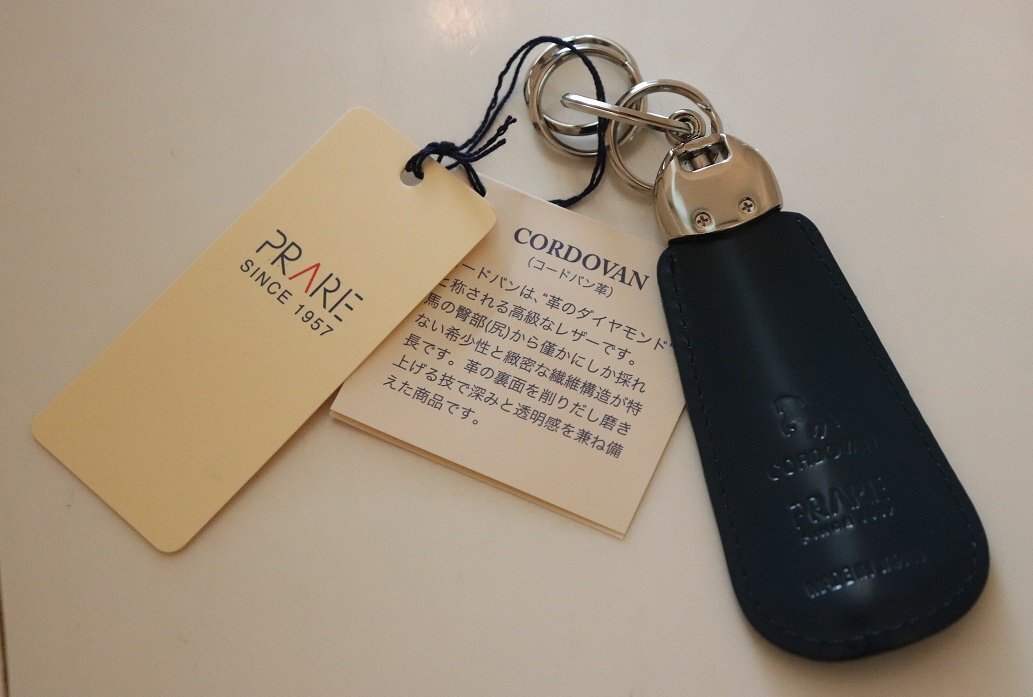 PRARE
SINCE 1957
CORDOVAN
(コードバン革)
ードバンは、“革のダイヤモンド”
と称される高級なレザーです。
馬の臀部(尻)から僅かにしか採れ
ない希少性と緻密な繊維構造が特
長です。革の裏面を削りだし磨き
上げる技で深みと透明感を兼ね備
えた商品です。
CORDOVAN
PRARE
SINCE 1957
MADE IN JAPAN